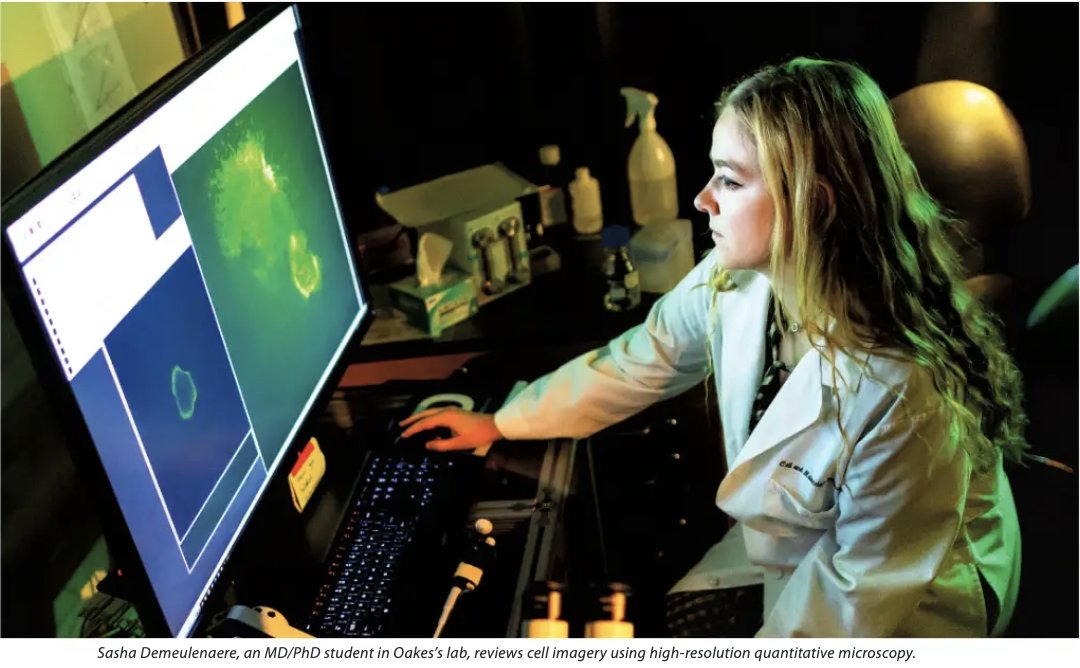 Sasha Demeulenaere, an MD/PhD student in Oakes’s lab, reviews cell imagery using high-resolution quantitative microscopy.